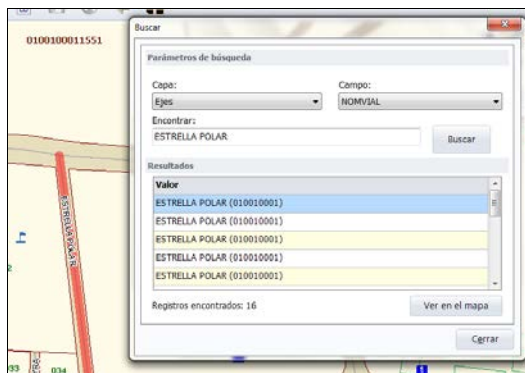 0100100011551
Buscar
Parámetros de búsqueda
Capa:
Campo:
Ejes
NOMVIAL
Encontrar:
ESTRELLA POLAR
Buscar
Resultados
Valor
ESTRELLA POLAR (010010001)
ESTRELLA POLAR (010010001)
ESTRELLA POLAR (010010001)
ESTRELLA POLAR (010010001)
ESTRELLA POLAR (010010001)
Registros encontrados: 16
Ver en el mapa
Cerrar
ESTRELLA POLAR
034
1